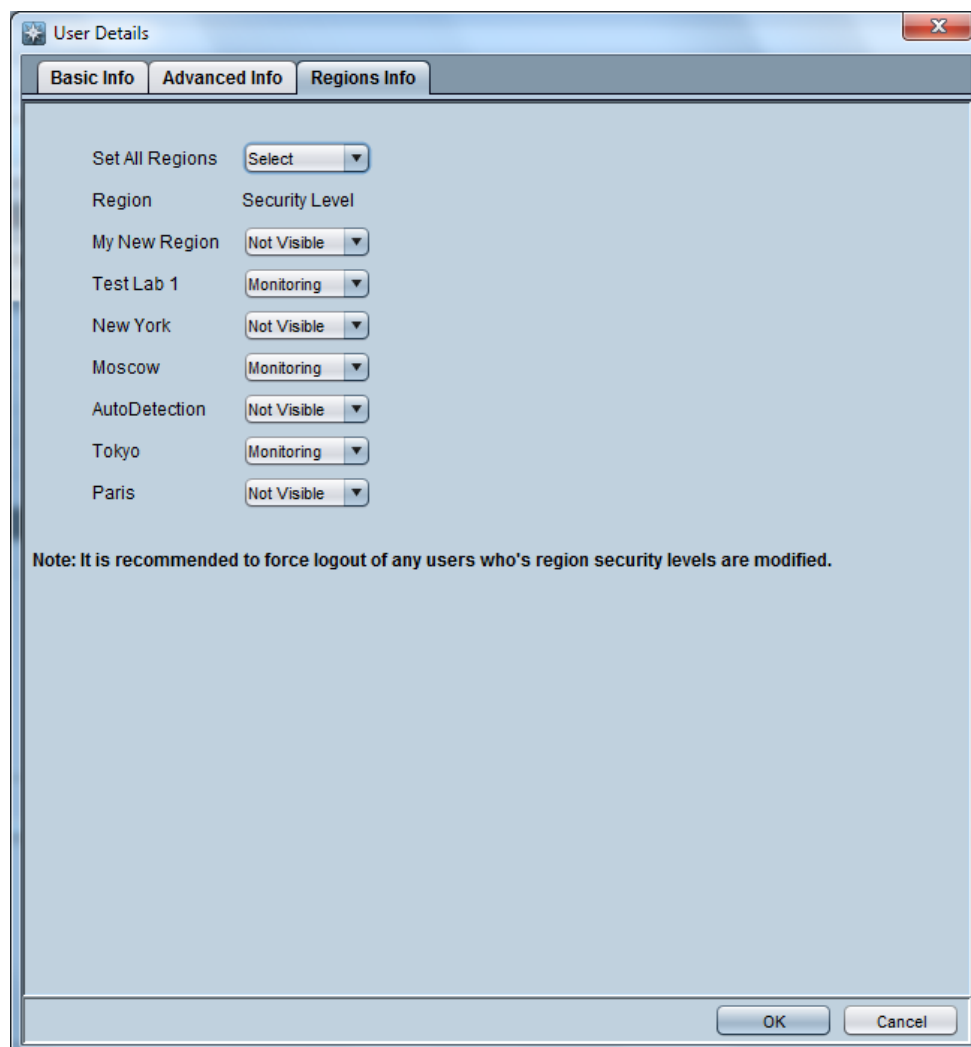 User Details
Basic Info Advanced Info Regions Info
Set All Regions Select
Region Security Level
My New Region Not Visible
Test Lab 1 Monitoring
New York Not Visible
Moscow Monitoring
AutoDetection Not Visible
Tokyo Monitoring
Paris Not Visible
Note: It is recommended to force logout of any users who's region security levels are modified.
OK Cancel